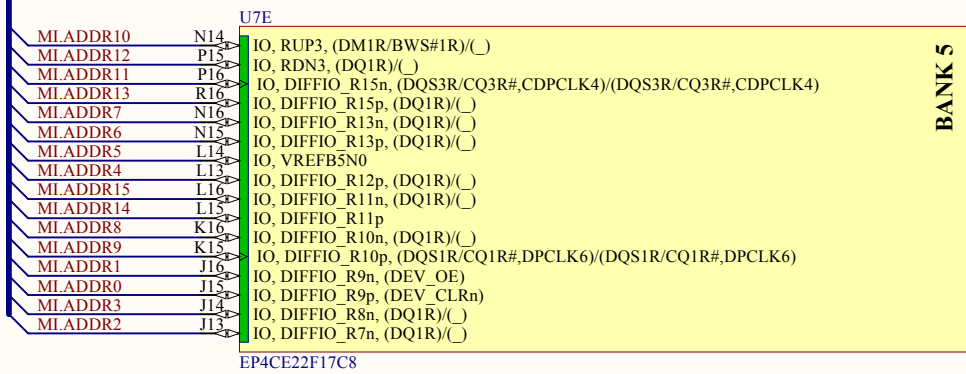 U7E
MI.ADDR10 N14 IO, RUP3, (DM1R/BWS#1R)/(_)
MI.ADDR12 P15 IO, RDN3, (DQ1R)/(_)
MI.ADDR11 P16 IO, DIFFIO_R15n, (DQS3R/CQ3R#,CDPCLK4)/(DQS3R/CQ3R#,CDPCLK4)
MI.ADDR13 R16 IO, DIFFIO_R15p, (DQ1R)/(_)
MI.ADDR7 N16 IO, DIFFIO_R13n, (DQ1R)/(_)
MI.ADDR6 N15 IO, DIFFIO_R13p, (DQ1R)/(_)
MI.ADDR5 L14 IO, VREFB5N0
MI.ADDR4 L13 IO, DIFFIO_R12p, (DQ1R)/(_)
MI.ADDR15 L16 IO, DIFFIO_R11n, (DQ1R)/(_)
MI.ADDR14 L15 IO, DIFFIO_R11p
MI.ADDR8 K16 IO, DIFFIO_R10n, (DQ1R)/(_)
MI.ADDR9 K15 IO, DIFFIO_R10p, (DQS1R/CQ1R#,DPCLK6)/(DQS1R/CQ1R#,DPCLK6)
MI.ADDR1 J16 IO, DIFFIO_R9n, (DEV_OE)
MI.ADDR0 J15 IO, DIFFIO_R9p, (DEV_CLRn)
MI.ADDR3 J14 IO, DIFFIO_R8n, (DQ1R)/(_)
MI.ADDR2 J13 IO, DIFFIO_R7n, (DQ1R)/(_)
BANK 5
EP4CE22F17C8